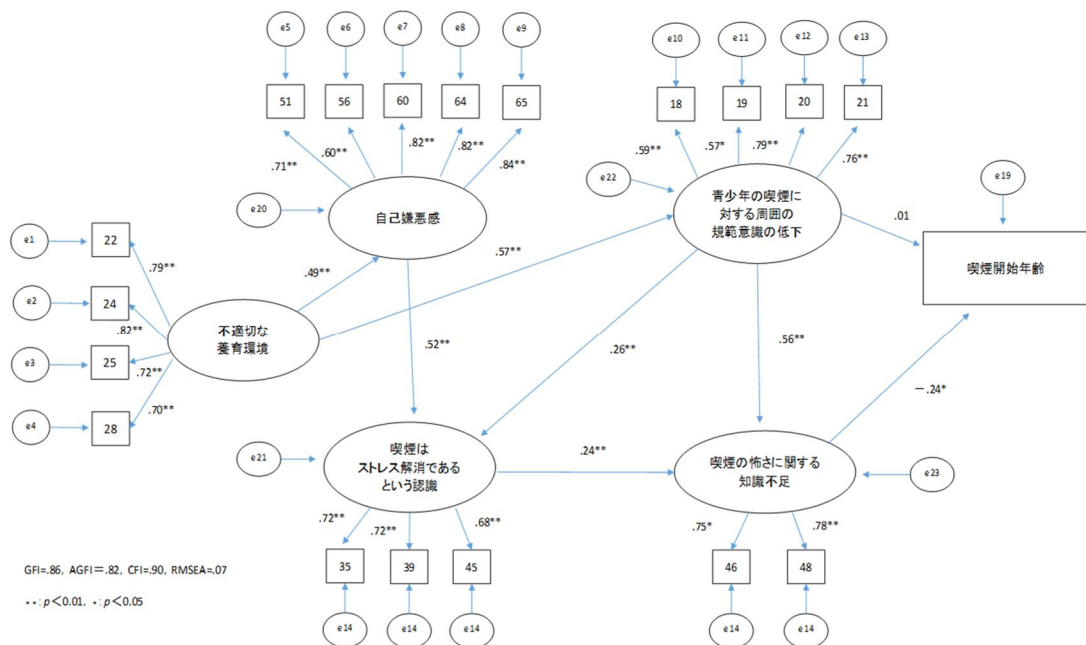 e5
e6
e7
e8
e9
e10
e11
e12
e13
51
56
60
64
65
18
19
20
21
.71**
.60**
.82**
.82**
.84**
.59**
.57*
.79**
.76**
e20
自己嫌悪感
e22
青少年の喫煙に
対する周囲の
規範意識の低下
e19
.01
喫煙開始年齢
e1
22
.79**
e2
24
.82**
e3
25
.72**
e4
28
.70**
不適切な
養育環境
.49**
.57**
.52**
.26**
.56**
－.24*
e21
喫煙は
ストレス解消である
という認識
.24**
喫煙の怖さに関する
知識不足
e23
.72**
.72**
.68**
.75*
.78**
35
39
45
46
48
e14
e14
e14
e14
e14
GFI=.86, AGFI＝.82, CFI=.90, RMSEA=.07
**: p＜0.01, *: p＜0.05